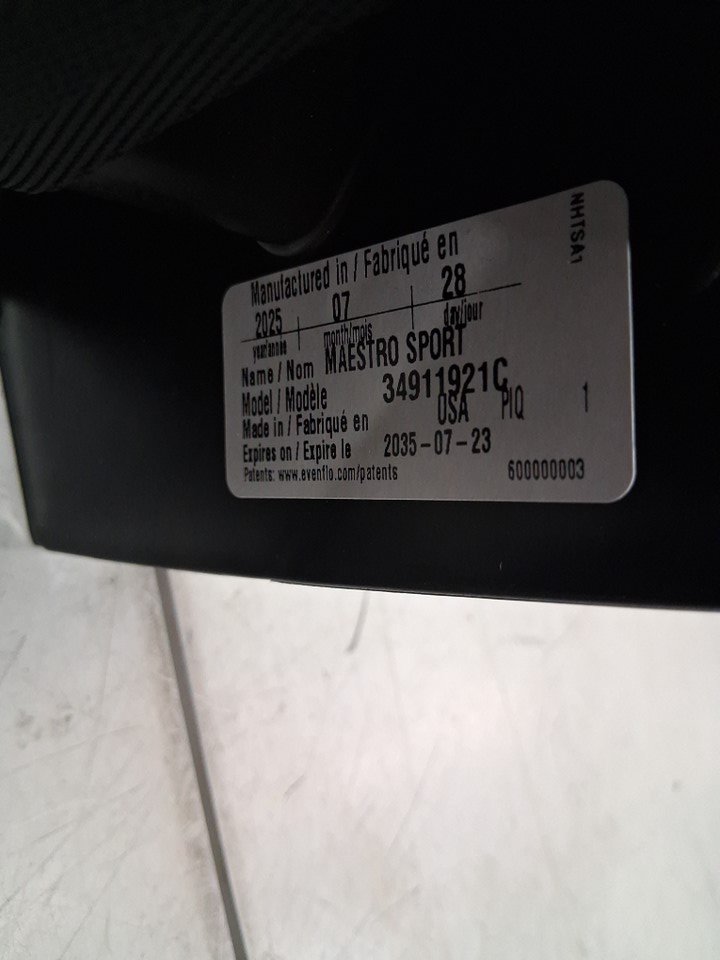 Manufactured in / Fabriqué en
2025 07 28
year/année month/mois day/jour
Name / Nom MAESTRO SPORT
Model / Modèle 34911921C
Made in / Fabriqué en USA PIQ 1
Expires on / Expire le 2035-07-23
Patents: www.evenflo.com/patents 600000003
NHTSA1